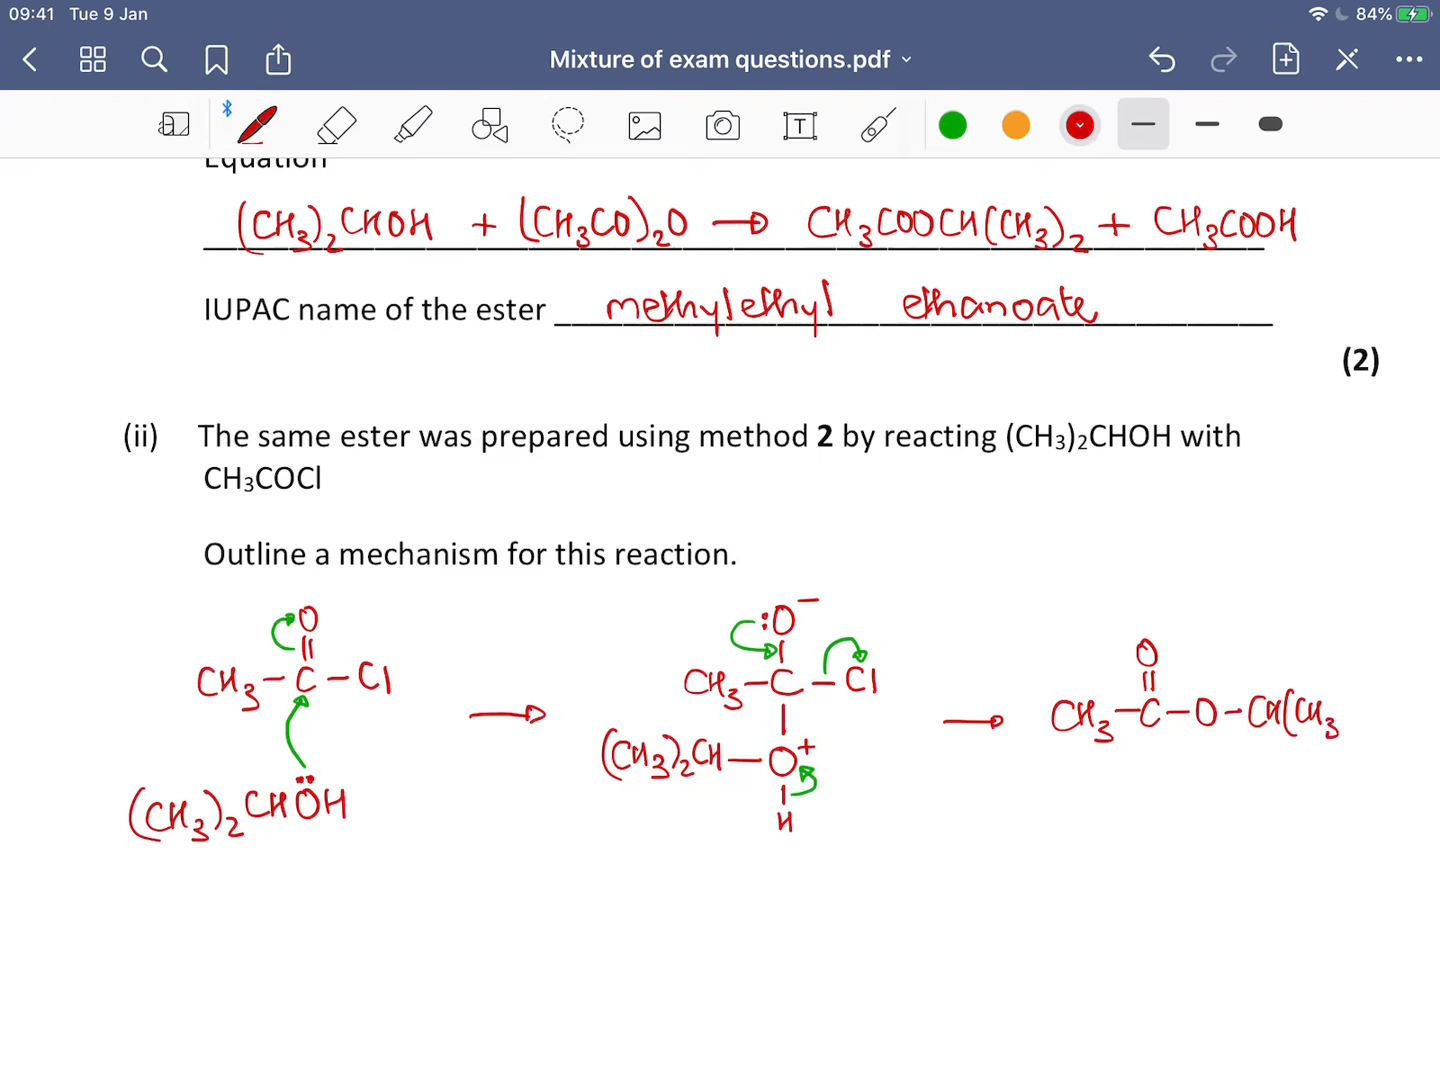 09:41 Tue 9 Jan 84%
Mixture of exam questions.pdf
T
Equation
(CH₃)₂CHOH + (CH₃CO)₂O → CH₃COOCH(CH₃)₂ + CH₃COOH
IUPAC name of the ester methylethyl ethanoate
(2)
(ii) The same ester was prepared using method 2 by reacting (CH₃)₂CHOH with
CH₃COCl
Outline a mechanism for this reaction.
O
CH₃–C–Cl
(CH₃)₂CHÖH
→
:O⁻
CH₃–C–Cl
(CH₃)₂CH–O⁺
H
→
O
CH₃–C–O–CH(CH₃